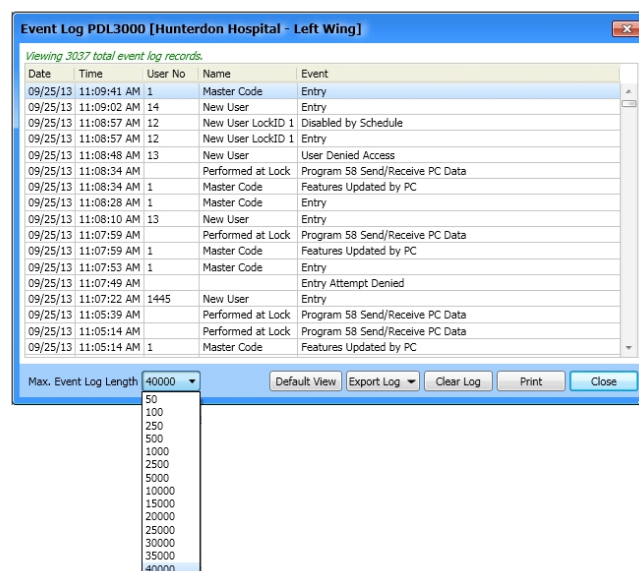 Event Log PDL3000 [Hunterdon Hospital - Left Wing]
Viewing 3037 total event log records.
Date Time User No Name Event
09/25/13 11:09:41 AM 1 Master Code Entry
09/25/13 11:09:02 AM 14 New User Entry
09/25/13 11:08:57 AM 12 New User LockID 1 Disabled by Schedule
09/25/13 11:08:57 AM 12 New User LockID 1 Entry
09/25/13 11:08:48 AM 13 New User User Denied Access
09/25/13 11:08:34 AM Performed at Lock Program 58 Send/Receive PC Data
09/25/13 11:08:34 AM 1 Master Code Features Updated by PC
09/25/13 11:08:28 AM 1 Master Code Entry
09/25/13 11:08:10 AM 13 New User Entry
09/25/13 11:07:59 AM Performed at Lock Program 58 Send/Receive PC Data
09/25/13 11:07:59 AM 1 Master Code Features Updated by PC
09/25/13 11:07:53 AM 1 Master Code Entry
09/25/13 11:07:49 AM Entry Attempt Denied
09/25/13 11:07:22 AM 1445 New User Entry
09/25/13 11:05:39 AM Performed at Lock Program 58 Send/Receive PC Data
09/25/13 11:05:14 AM Performed at Lock Program 58 Send/Receive PC Data
09/25/13 11:05:14 AM 1 Master Code Features Updated by PC
Max. Event Log Length 40000 Default View Export Log Clear Log Print Close
50
100
250
500
1000
2500
5000
10000
15000
20000
25000
30000
35000
40000